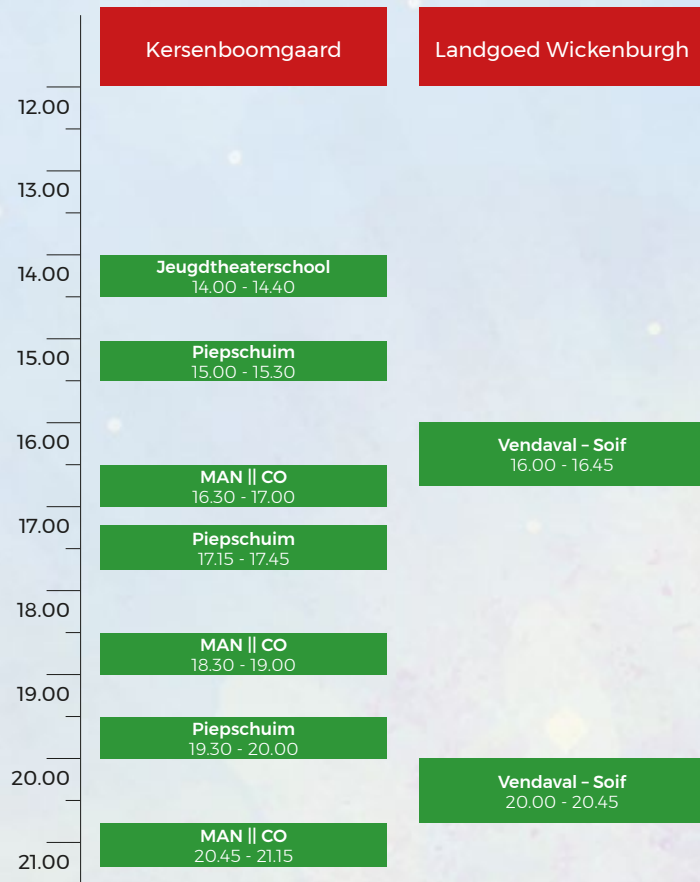 Kersenboomgaard
Landgoed Wickenburgh
12.00
13.00
14.00
Jeugdtheaterschool
14.00 - 14.40
15.00
Piepschuim
15.00 - 15.30
16.00
Vendaval – Soif
16.00 - 16.45
MAN || CO
16.30 - 17.00
17.00
Piepschuim
17.15 - 17.45
18.00
MAN || CO
18.30 - 19.00
19.00
Piepschuim
19.30 - 20.00
20.00
Vendaval – Soif
20.00 - 20.45
MAN || CO
20.45 - 21.15
21.00